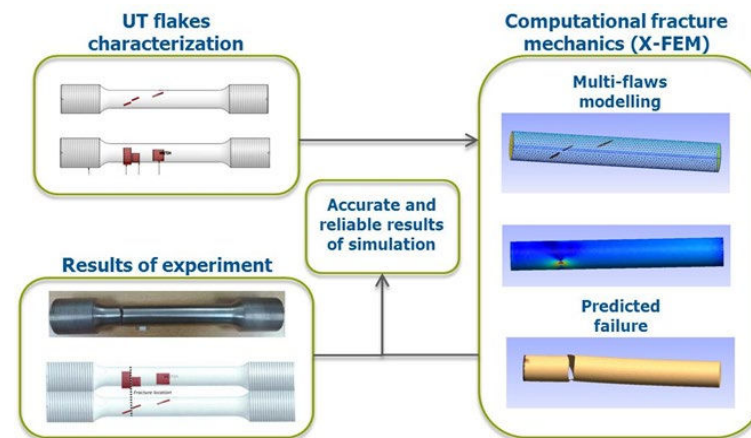 UT flakes
characterization
Computational fracture
mechanics (X-FEM)
Multi-flaws
modelling
Accurate and
reliable results
of simulation
Results of experiment
Predicted
failure
Fracture location